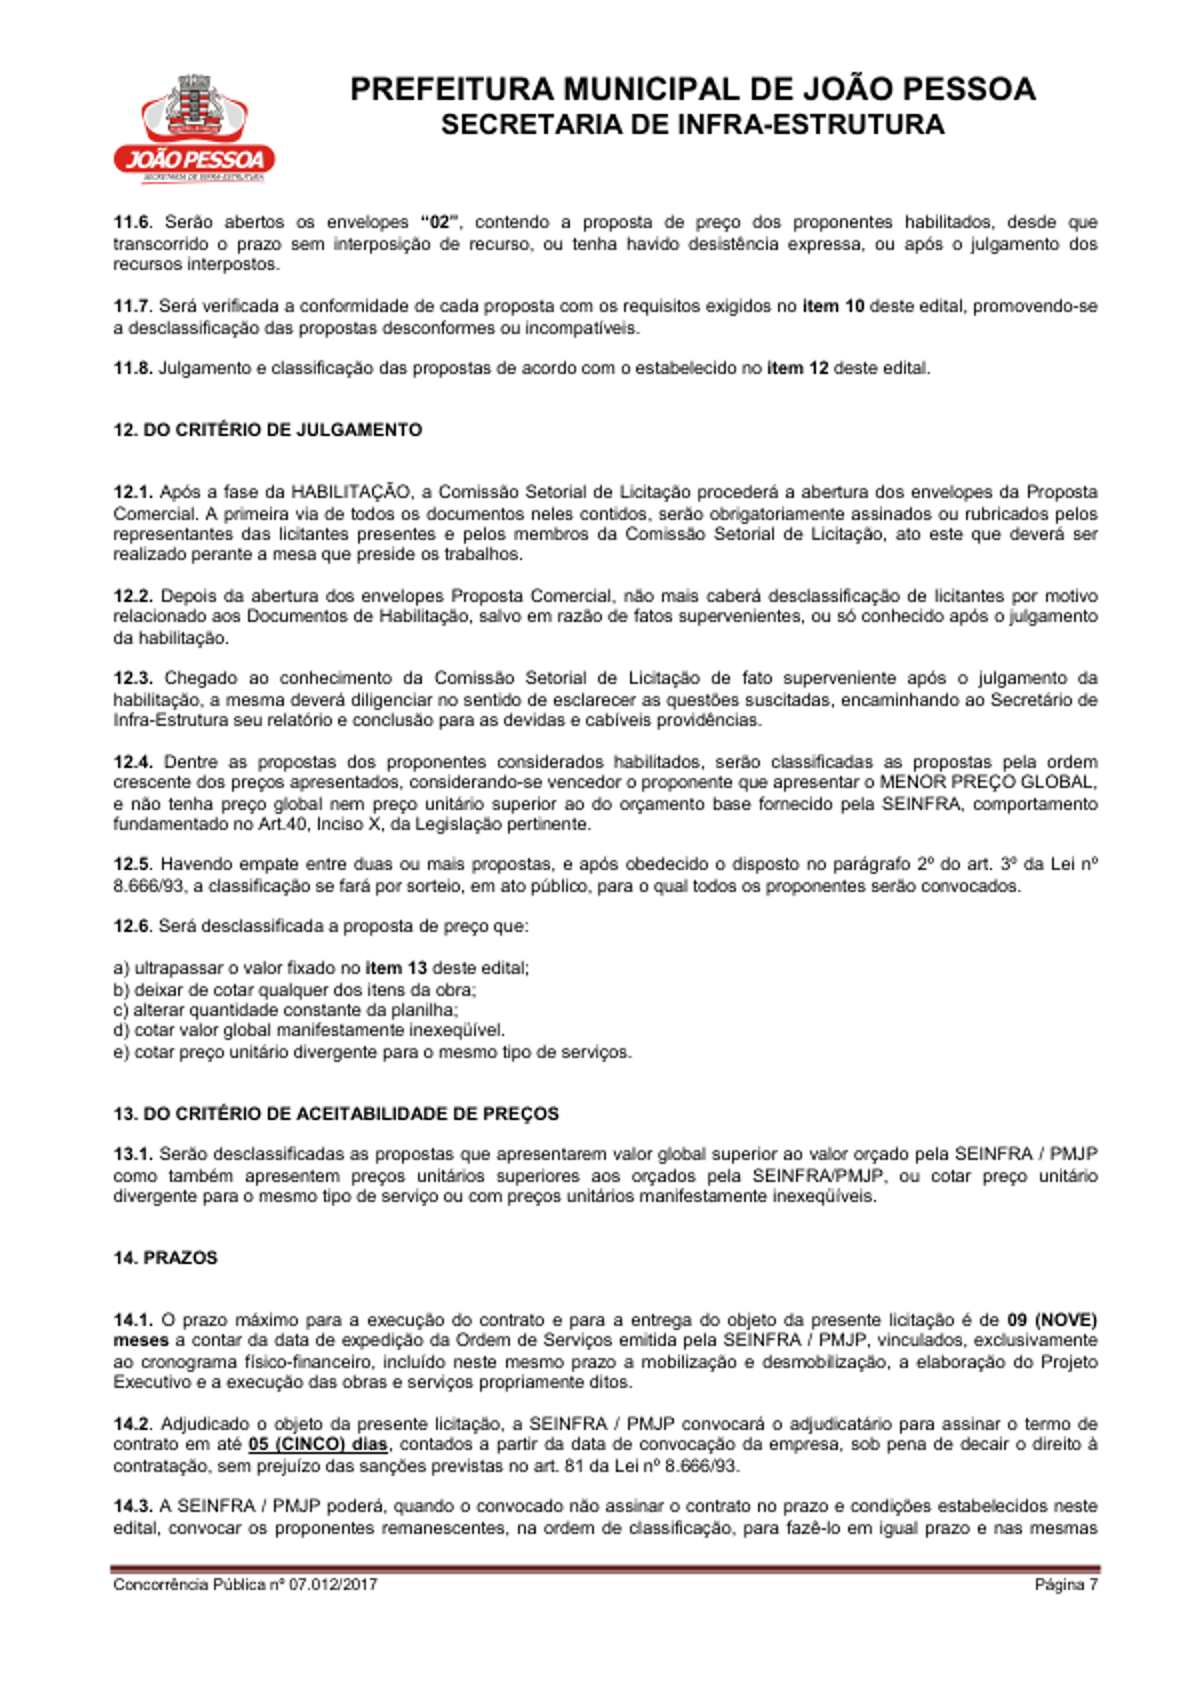 PREFEITURA MUNICIPAL DE JOÃO PESSOA
SECRETARIA DE INFRA-ESTRUTURA
JOÃO PESSOA
SECRETARIA DE INFRA-ESTRUTURA
11.6. Serão abertos os envelopes “02”, contendo a proposta de preço dos proponentes habilitados, desde que
transcorrido o prazo sem interposição de recurso, ou tenha havido desistência expressa, ou após o julgamento dos
recursos interpostos.
11.7. Será verificada a conformidade de cada proposta com os requisitos exigidos no item 10 deste edital, promovendo-se
a desclassificação das propostas desconformes ou incompatíveis.
11.8. Julgamento e classificação das propostas de acordo com o estabelecido no item 12 deste edital.
12. DO CRITÉRIO DE JULGAMENTO
12.1. Após a fase da HABILITAÇÃO, a Comissão Setorial de Licitação procederá a abertura dos envelopes da Proposta
Comercial. A primeira via de todos os documentos neles contidos, serão obrigatoriamente assinados ou rubricados pelos
representantes das licitantes presentes e pelos membros da Comissão Setorial de Licitação, ato este que deverá ser
realizado perante a mesa que preside os trabalhos.
12.2. Depois da abertura dos envelopes Proposta Comercial, não mais caberá desclassificação de licitantes por motivo
relacionado aos Documentos de Habilitação, salvo em razão de fatos supervenientes, ou só conhecido após o julgamento
da habilitação.
12.3. Chegado ao conhecimento da Comissão Setorial de Licitação de fato superveniente após o julgamento da
habilitação, a mesma deverá diligenciar no sentido de esclarecer as questões suscitadas, encaminhando ao Secretário de
Infra-Estrutura seu relatório e conclusão para as devidas e cabíveis providências.
12.4. Dentre as propostas dos proponentes considerados habilitados, serão classificadas as propostas pela ordem
crescente dos preços apresentados, considerando-se vencedor o proponente que apresentar o MENOR PREÇO GLOBAL,
e não tenha preço global nem preço unitário superior ao do orçamento base fornecido pela SEINFRA, comportamento
fundamentado no Art.40, Inciso X, da Legislação pertinente.
12.5. Havendo empate entre duas ou mais propostas, e após obedecido o disposto no parágrafo 2º do art. 3º da Lei nº
8.666/93, a classificação se fará por sorteio, em ato público, para o qual todos os proponentes serão convocados.
12.6. Será desclassificada a proposta de preço que:
a) ultrapassar o valor fixado no item 13 deste edital;
b) deixar de cotar qualquer dos itens da obra;
c) alterar quantidade constante da planilha;
d) cotar valor global manifestamente inexeqüível.
e) cotar preço unitário divergente para o mesmo tipo de serviços.
13. DO CRITÉRIO DE ACEITABILIDADE DE PREÇOS
13.1. Serão desclassificadas as propostas que apresentarem valor global superior ao valor orçado pela SEINFRA / PMJP
como também apresentem preços unitários superiores aos orçados pela SEINFRA/PMJP, ou cotar preço unitário
divergente para o mesmo tipo de serviço ou com preços unitários manifestamente inexeqüíveis.
14. PRAZOS
14.1. O prazo máximo para a execução do contrato e para a entrega do objeto da presente licitação é de 09 (NOVE)
meses a contar da data de expedição da Ordem de Serviços emitida pela SEINFRA / PMJP, vinculados, exclusivamente
ao cronograma físico-financeiro, incluído neste mesmo prazo a mobilização e desmobilização, a elaboração do Projeto
Executivo e a execução das obras e serviços propriamente ditos.
14.2. Adjudicado o objeto da presente licitação, a SEINFRA / PMJP convocará o adjudicatário para assinar o termo de
contrato em até 05 (CINCO) dias, contados a partir da data de convocação da empresa, sob pena de decair o direito à
contratação, sem prejuízo das sanções previstas no art. 81 da Lei nº 8.666/93.
14.3. A SEINFRA / PMJP poderá, quando o convocado não assinar o contrato no prazo e condições estabelecidos neste
edital, convocar os proponentes remanescentes, na ordem de classificação, para fazê-lo em igual prazo e nas mesmas
Concorrência Pública nº 07.012/2017
Página 7